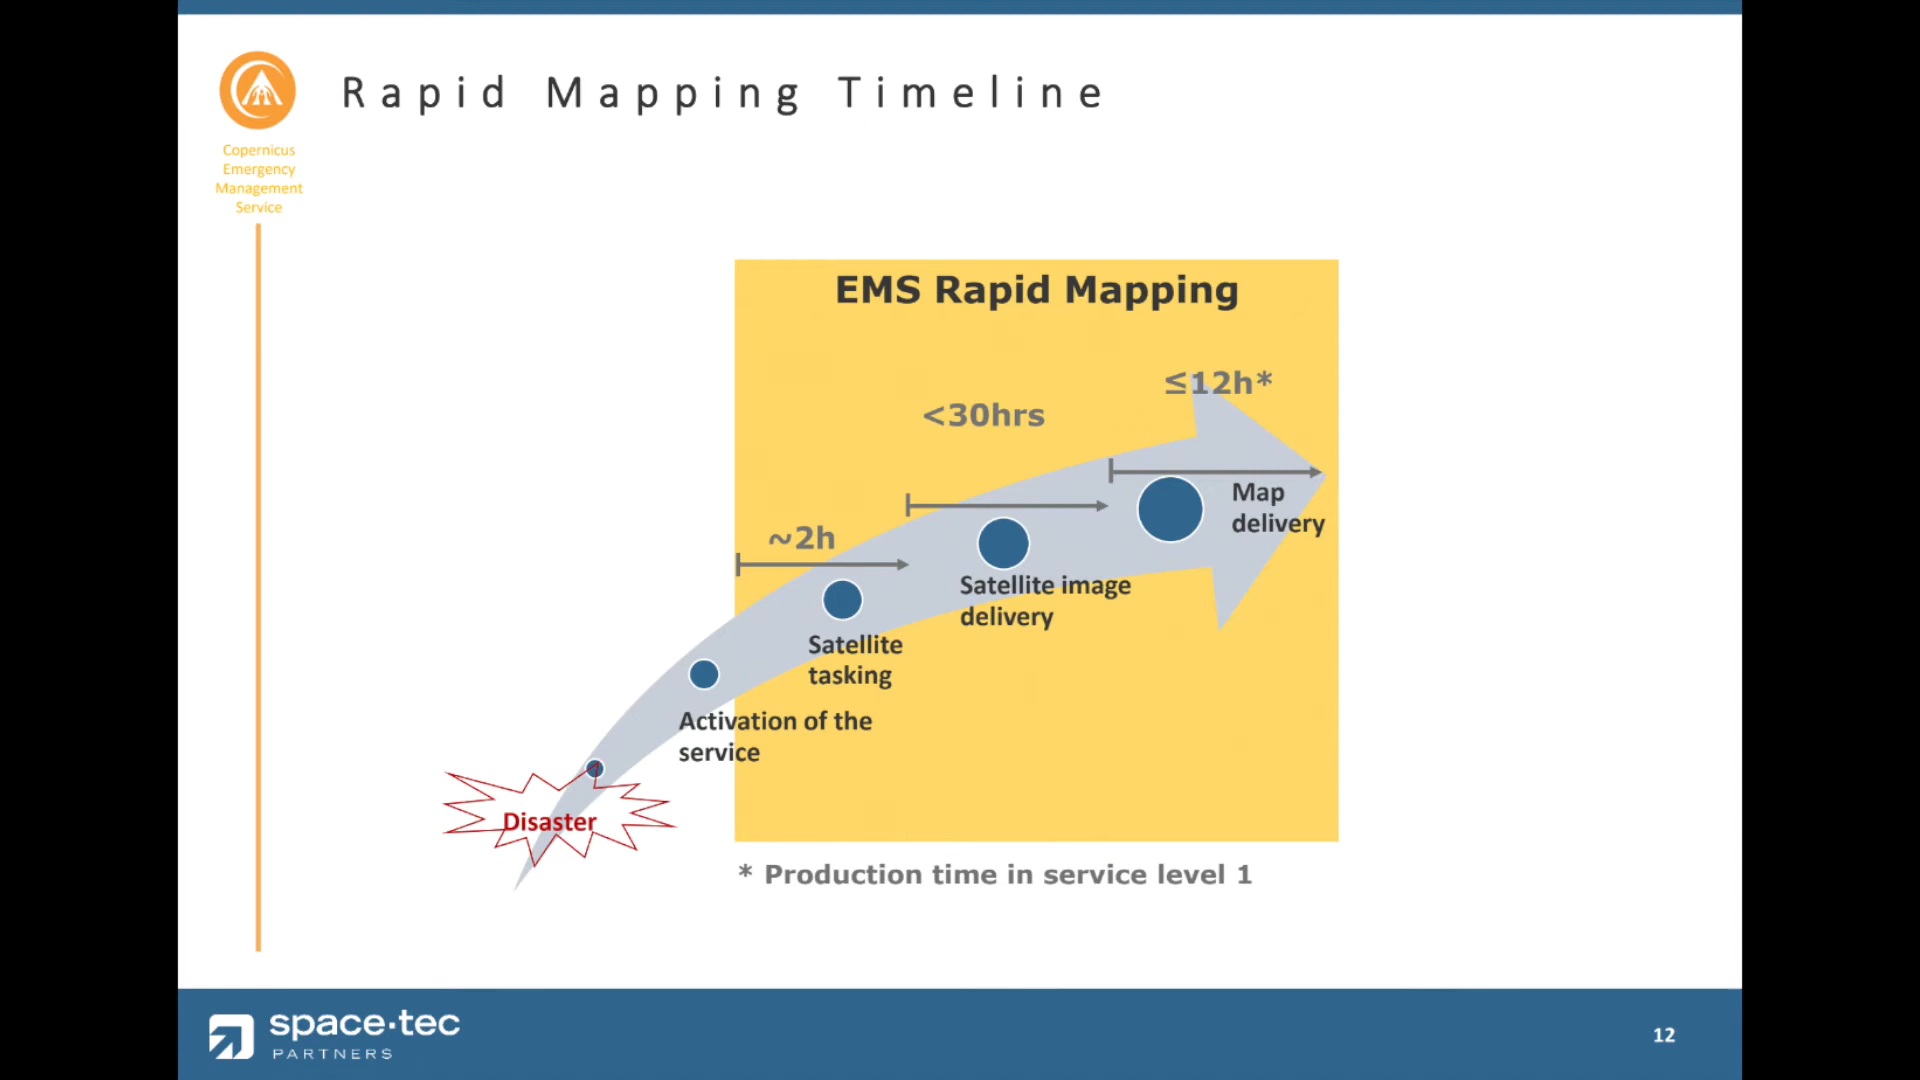 Rapid Mapping Timeline
Copernicus
Emergency
Management
Service
EMS Rapid Mapping
≤12h*
<30hrs
~2h
Map
delivery
Satellite image
delivery
Satellite
tasking
Activation of the
service
Disaster
* Production time in service level 1
space·tec
PARTNERS
12